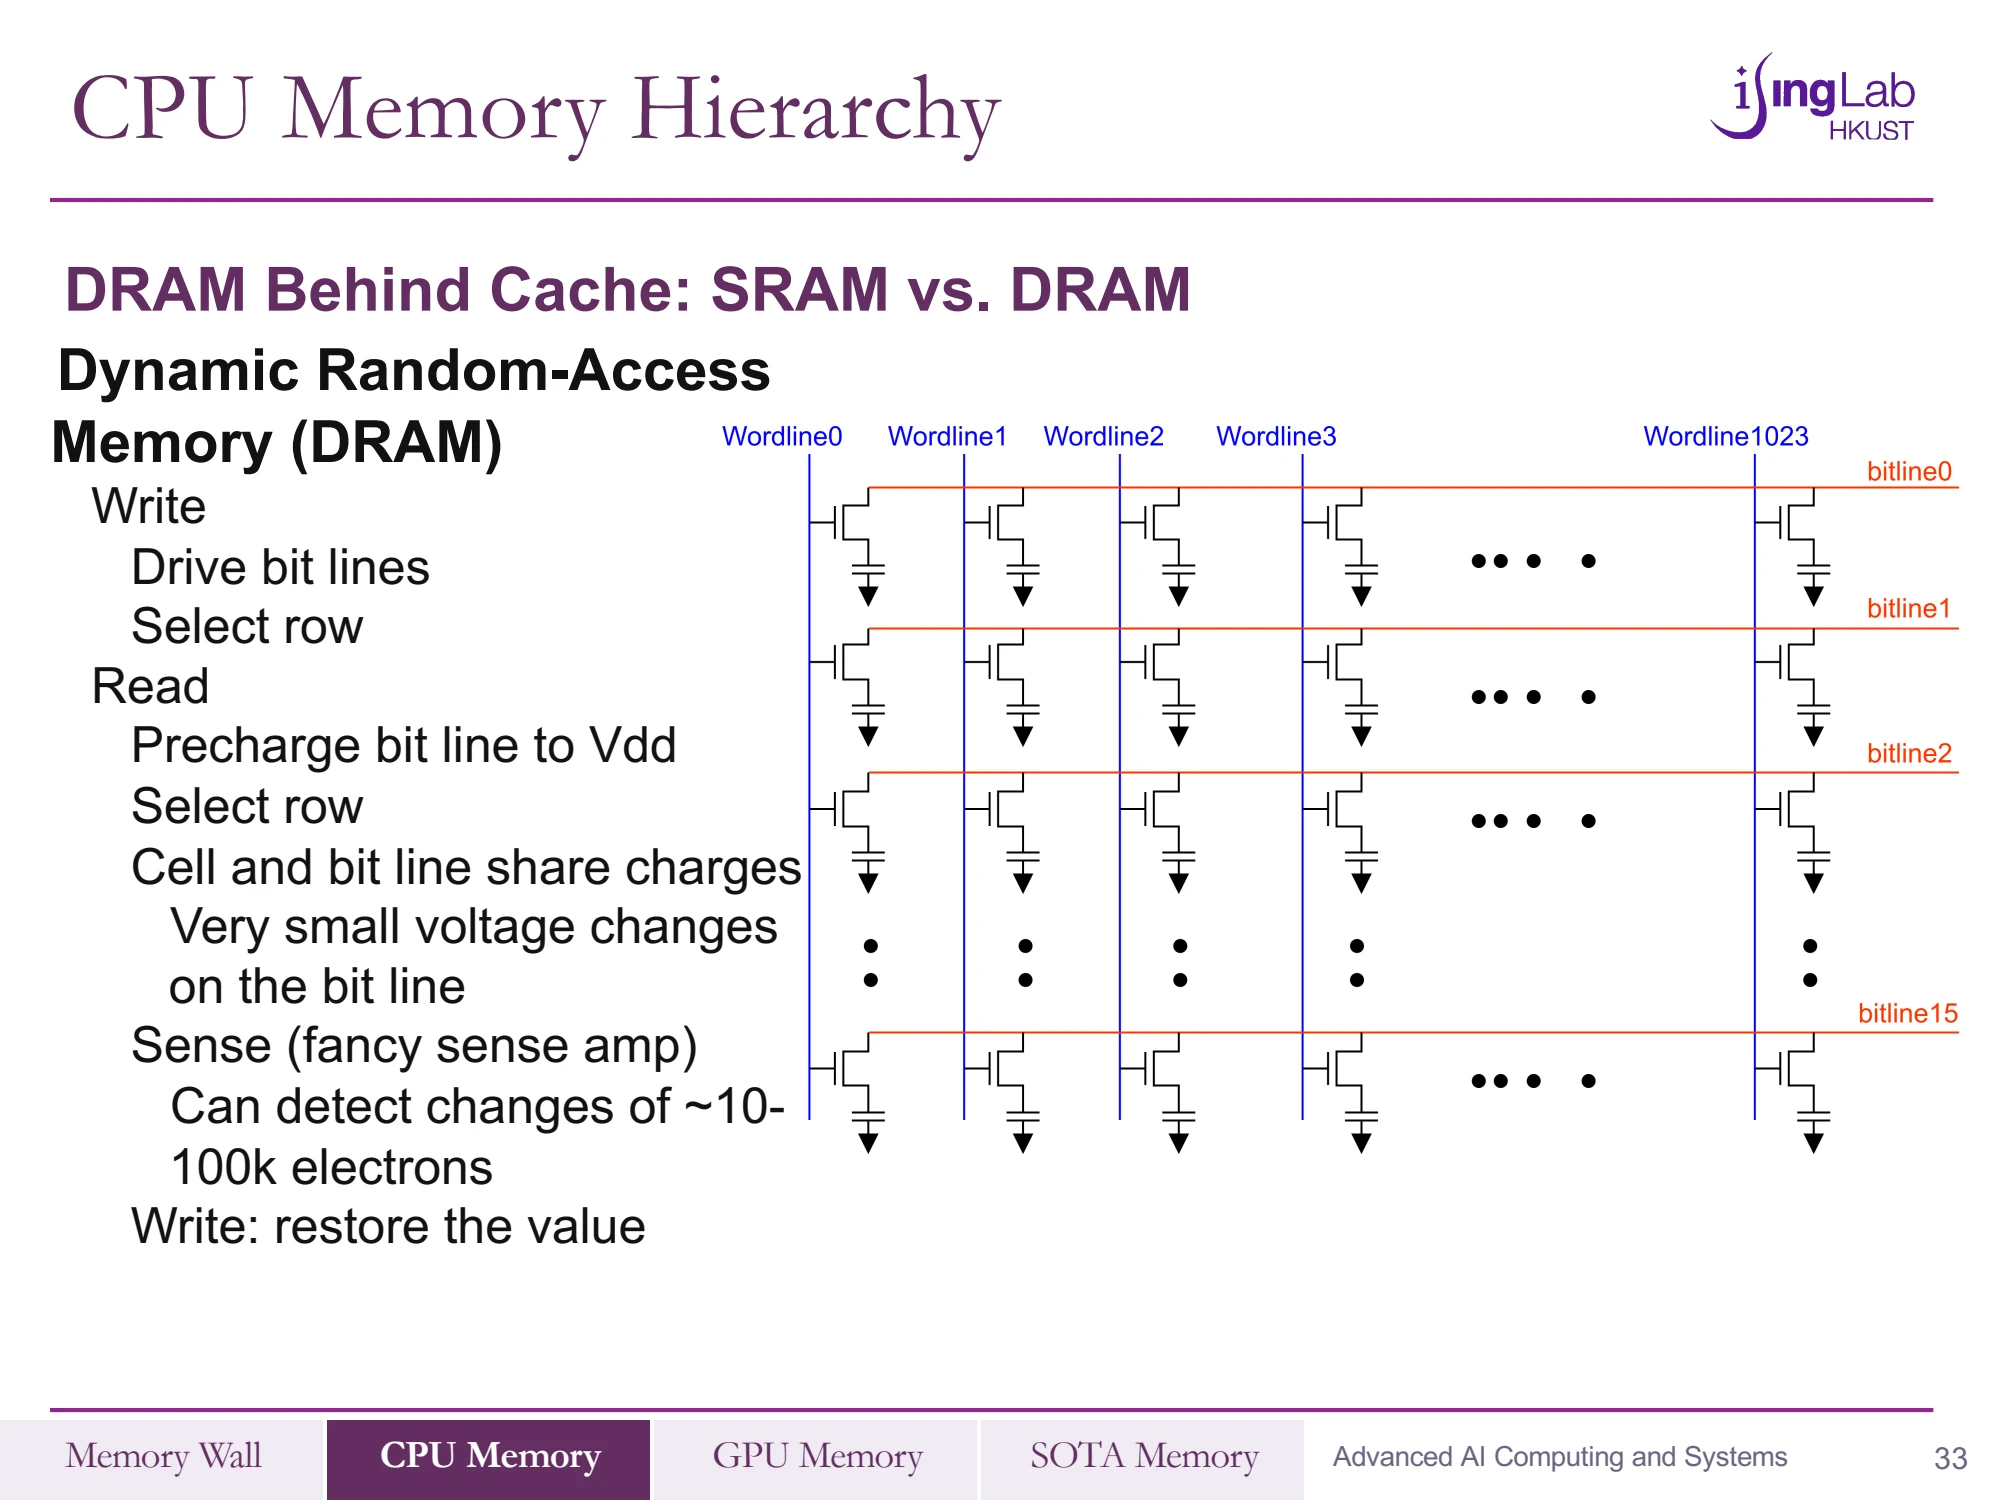 CPU Memory Hierarchy
isingLab
HKUST
DRAM Behind Cache: SRAM vs. DRAM
Dynamic Random-Access
Memory (DRAM)
Write
Drive bit lines
Select row
Read
Precharge bit line to Vdd
Select row
Cell and bit line share charges
Very small voltage changes
on the bit line
Sense (fancy sense amp)
Can detect changes of ~10-
100k electrons
Write: restore the value
Wordline0 Wordline1 Wordline2 Wordline3 Wordline1023
bitline0
bitline1
bitline2
bitline15
Memory Wall CPU Memory GPU Memory SOTA Memory Advanced AI Computing and Systems 33